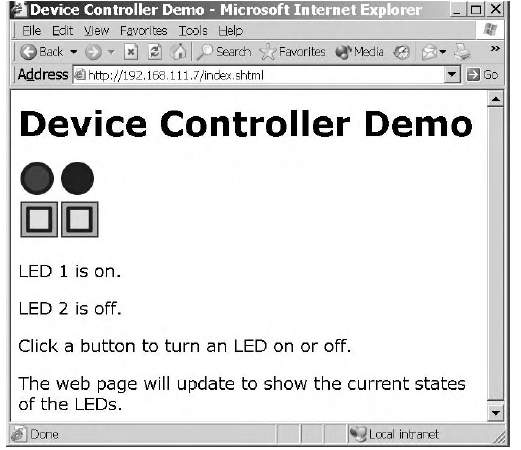 Device Controller Demo - Microsoft Internet Explorer
File Edit View Favorites Tools Help
Back Search Favorites Media »
Address http://192.168.111.7/index.shtml Go
Device Controller Demo
LED 1 is on.
LED 2 is off.
Click a button to turn an LED on or off.
The web page will update to show the current states
of the LEDs.
Done Local intranet